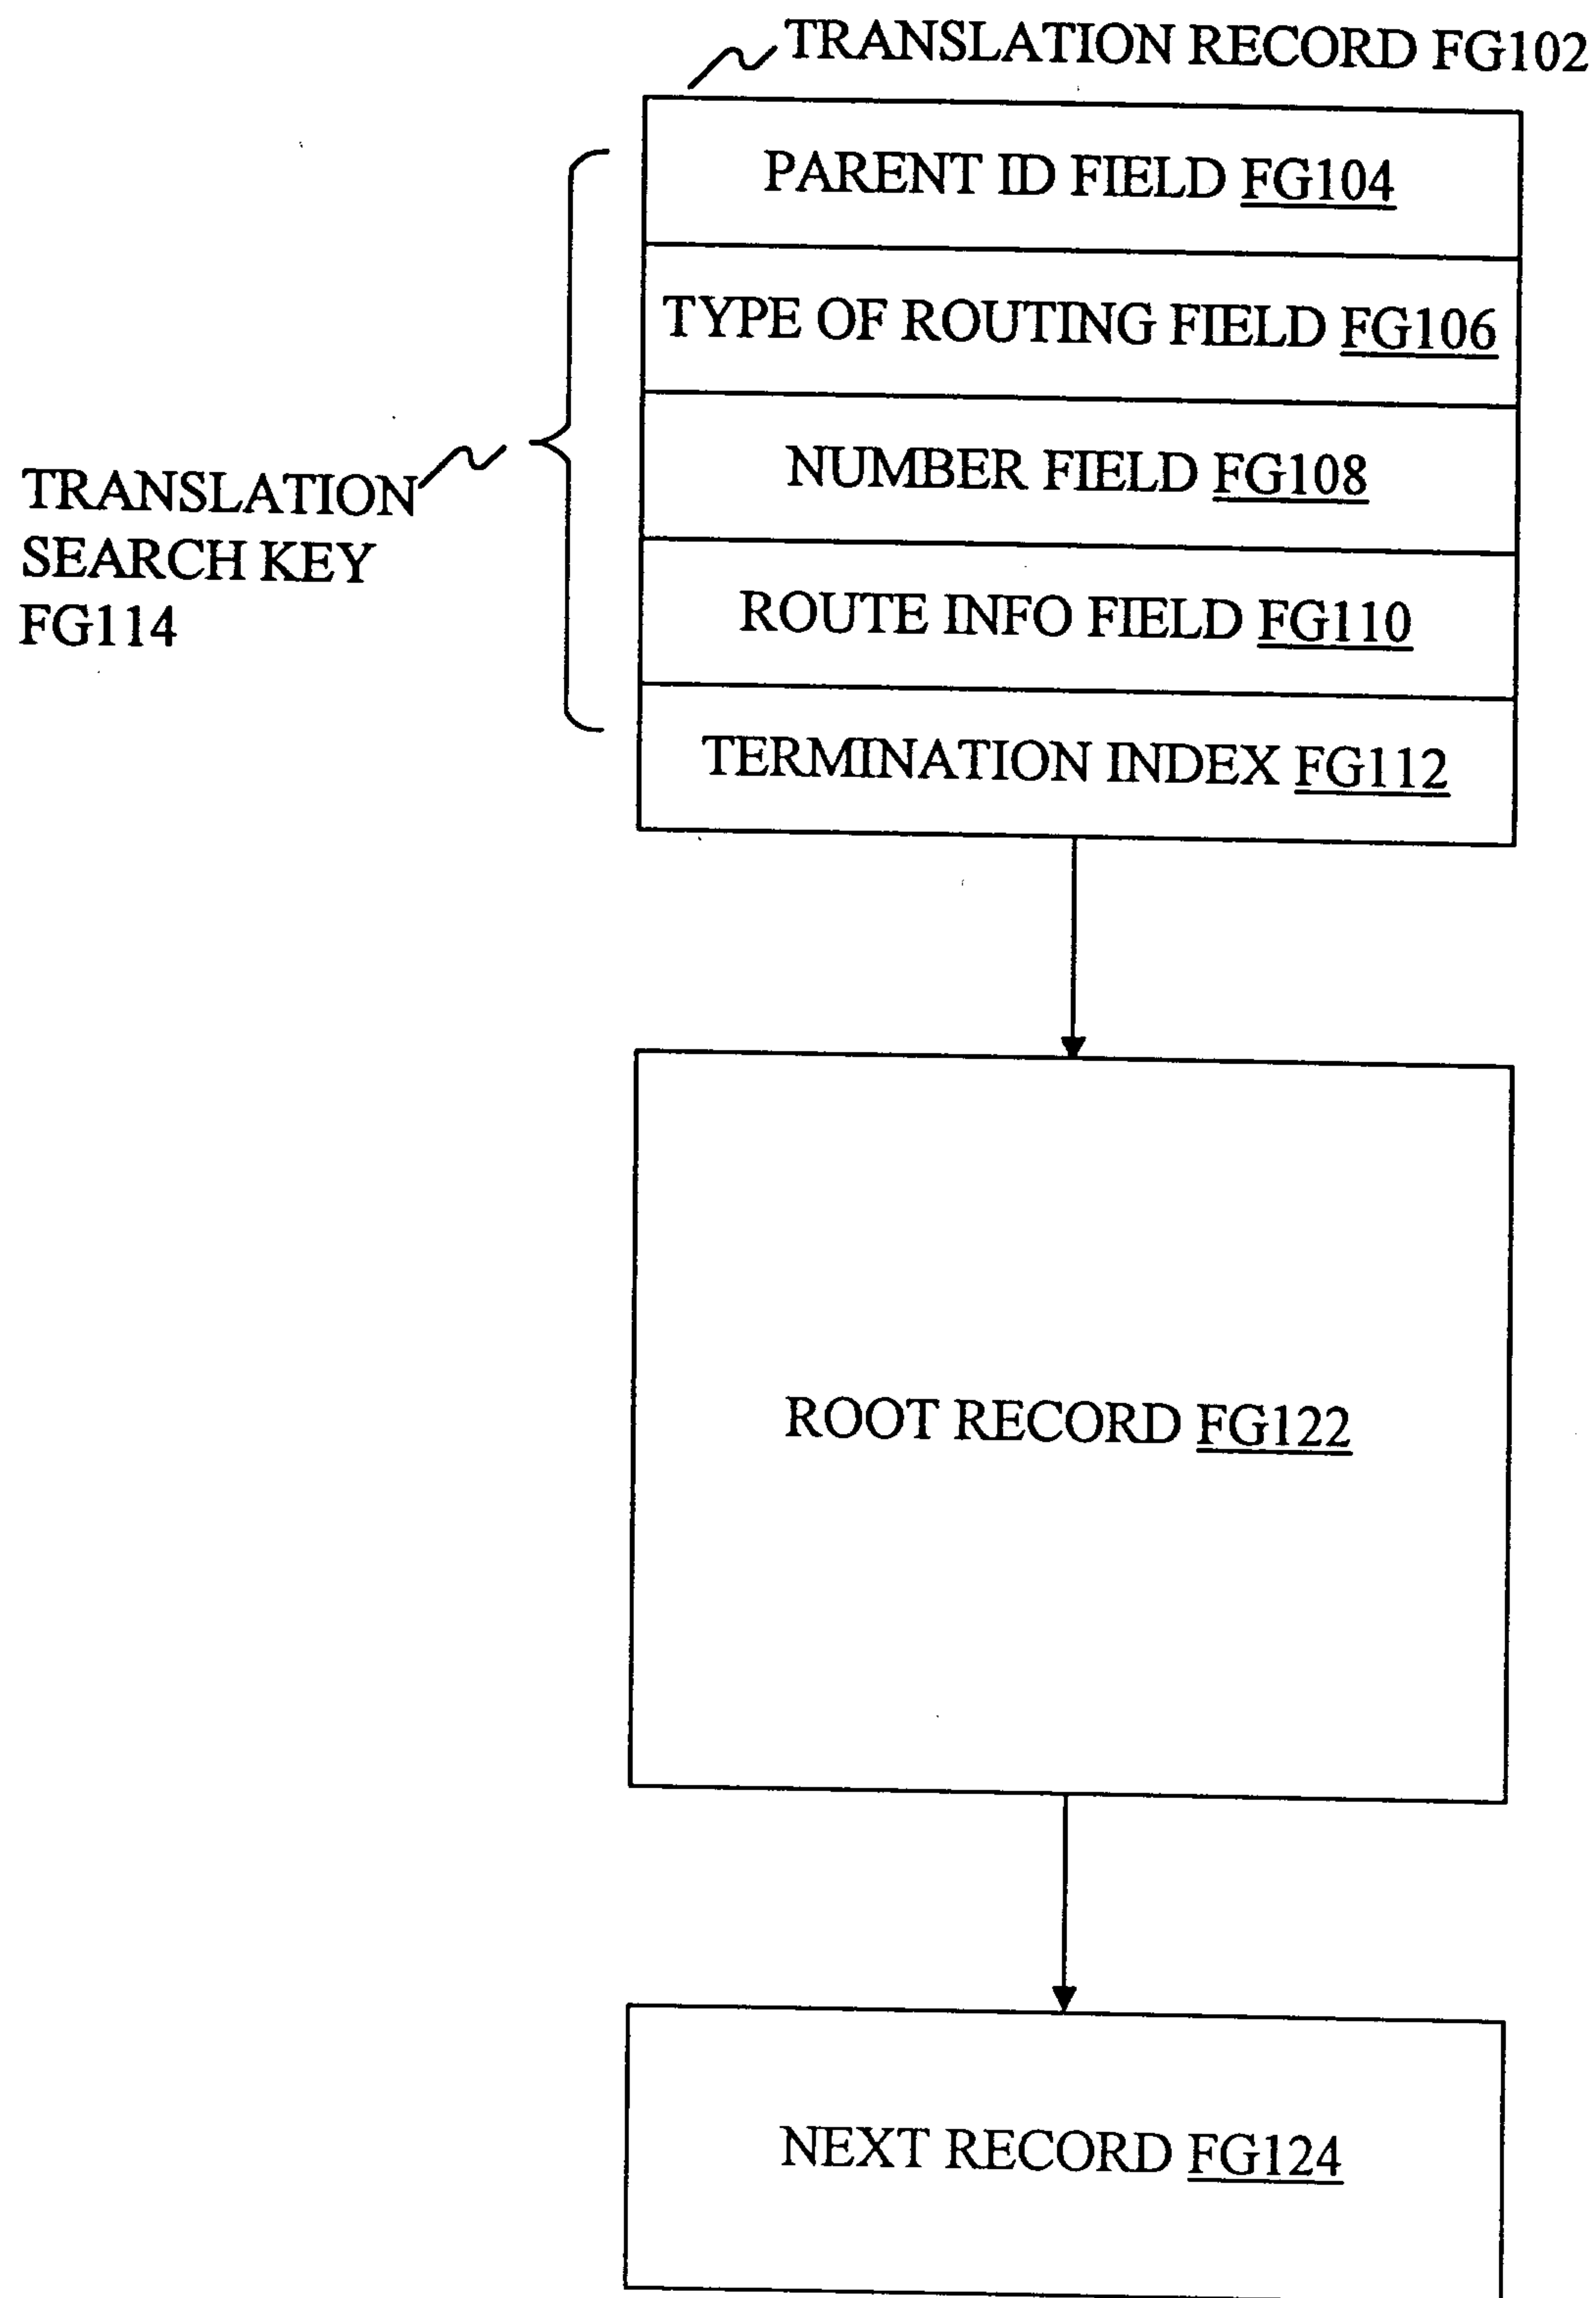 TRANSLATION RECORD FG102
PARENT ID FIELD FG104
TYPE OF ROUTING FIELD FG106
NUMBER FIELD FG108
TRANSLATION
SEARCH KEY
FG114
ROUTE INFO FIELD FG110
TERMINATION INDEX FG112
ROOT RECORD FG122
NEXT RECORD FG124